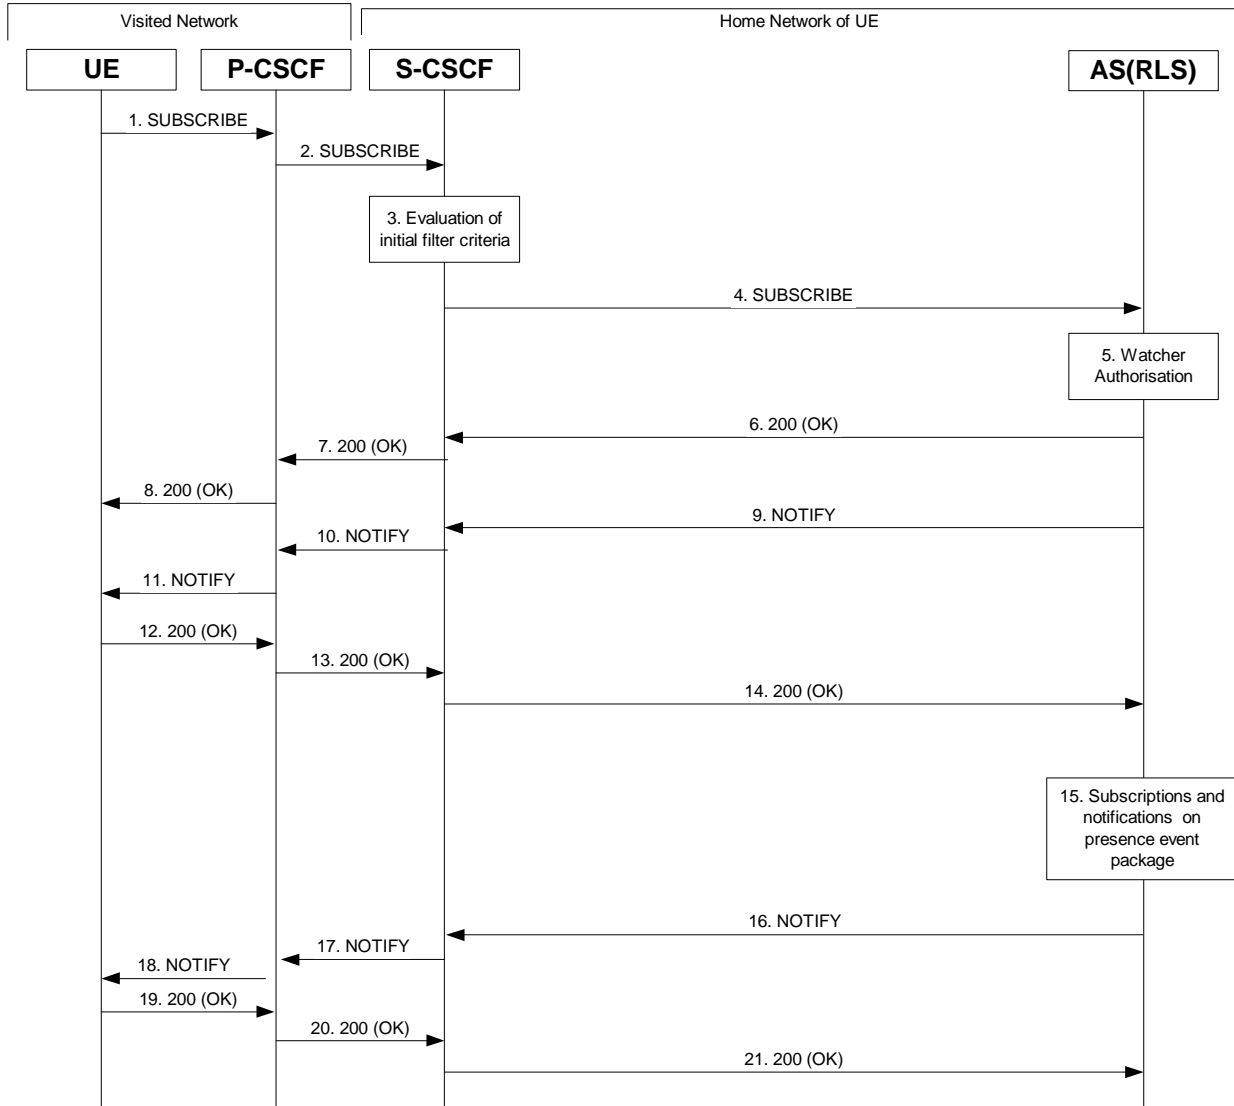 Visited Network
Home Network of UE
UE
P-CSCF
S-CSCF
AS(RLS)
1. SUBSCRIBE
2. SUBSCRIBE
3. Evaluation of
initial filter criteria
4. SUBSCRIBE
5. Watcher
Authorisation
6. 200 (OK)
7. 200 (OK)
8. 200 (OK)
9. NOTIFY
10. NOTIFY
11. NOTIFY
12. 200 (OK)
13. 200 (OK)
14. 200 (OK)
15. Subscriptions and
notifications on
presence event
package
16. NOTIFY
17. NOTIFY
18. NOTIFY
19. 200 (OK)
20. 200 (OK)
21. 200 (OK)